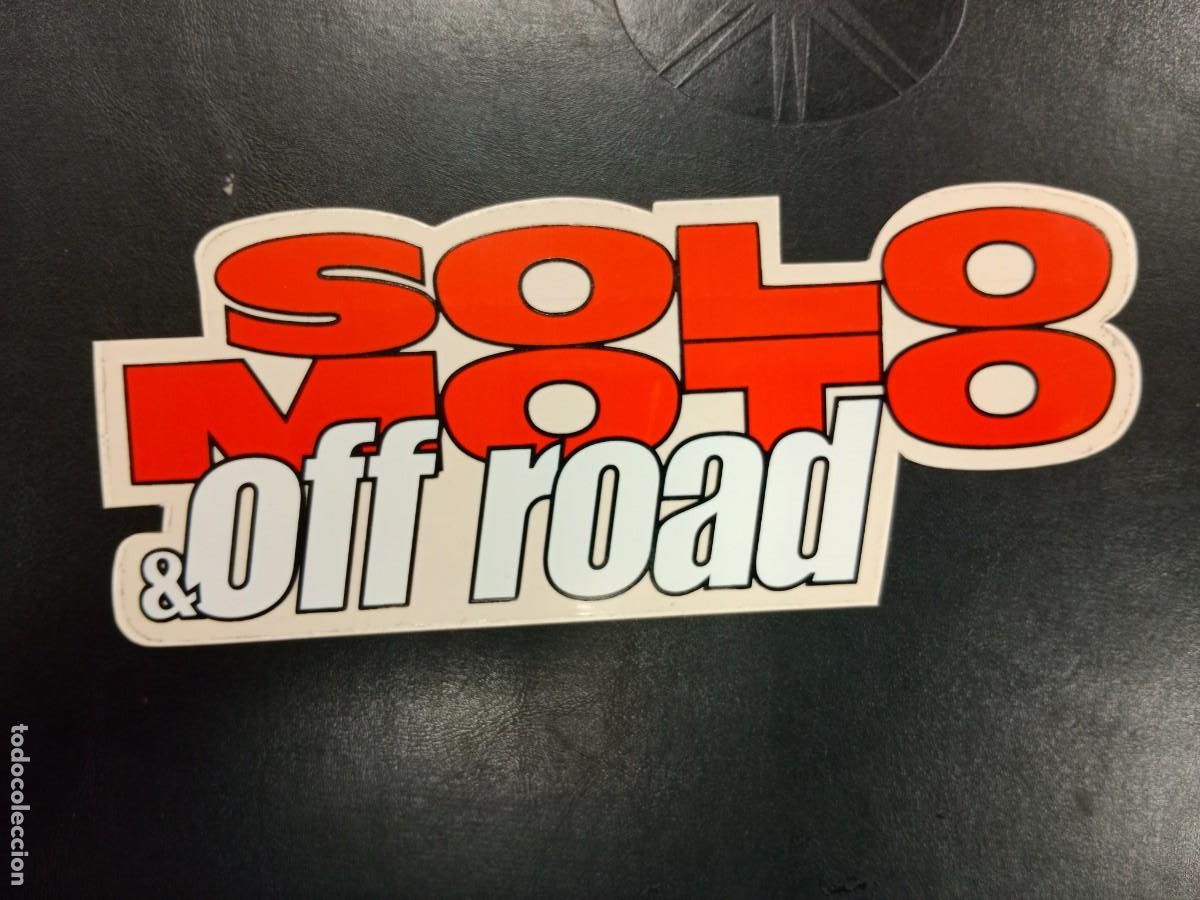 SOLO
MOTO
& off road
todocoleccion